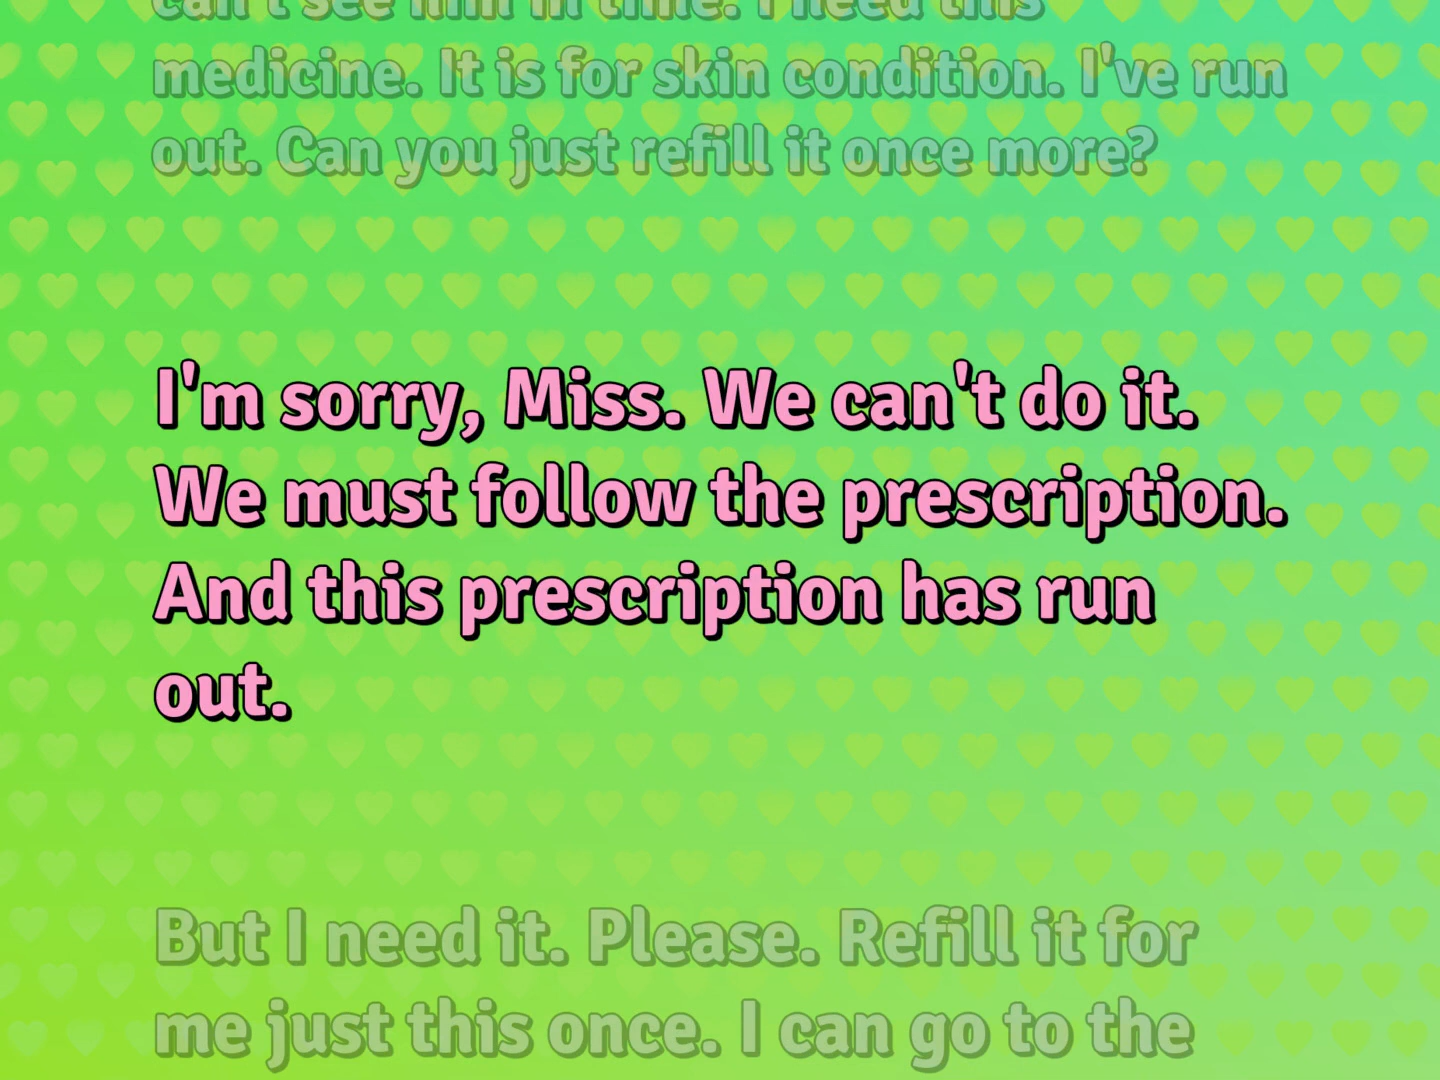 can't see him in time. I need this
medicine. It is for skin condition. I've run
out. Can you just refill it once more?
I'm sorry, Miss. We can't do it.
We must follow the prescription.
And this prescription has run
out.
But I need it. Please. Refill it for
me just this once. I can go to the